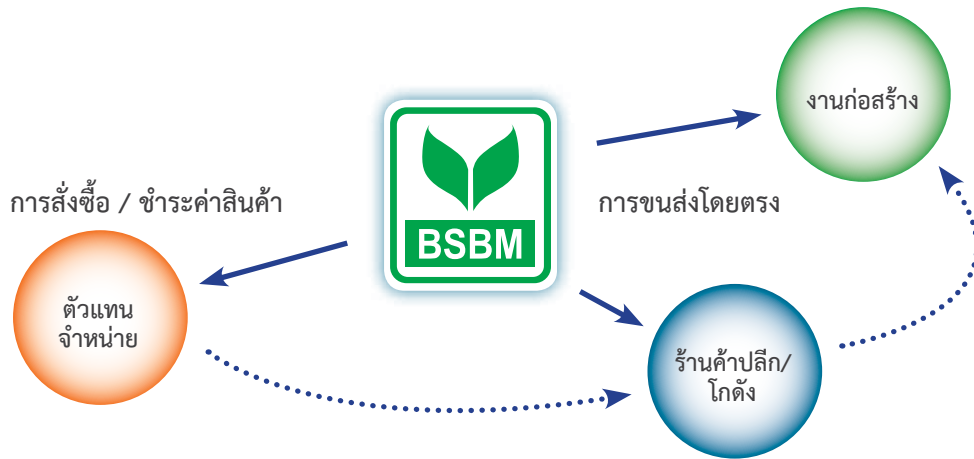 งานก่อสร้าง
การสั่งซื้อ / ชำระค่าสินค้า
การขนส่งโดยตรง
BSBM
ตัวแทน
จำหน่าย
ร้านค้าปลีก/
โกดัง